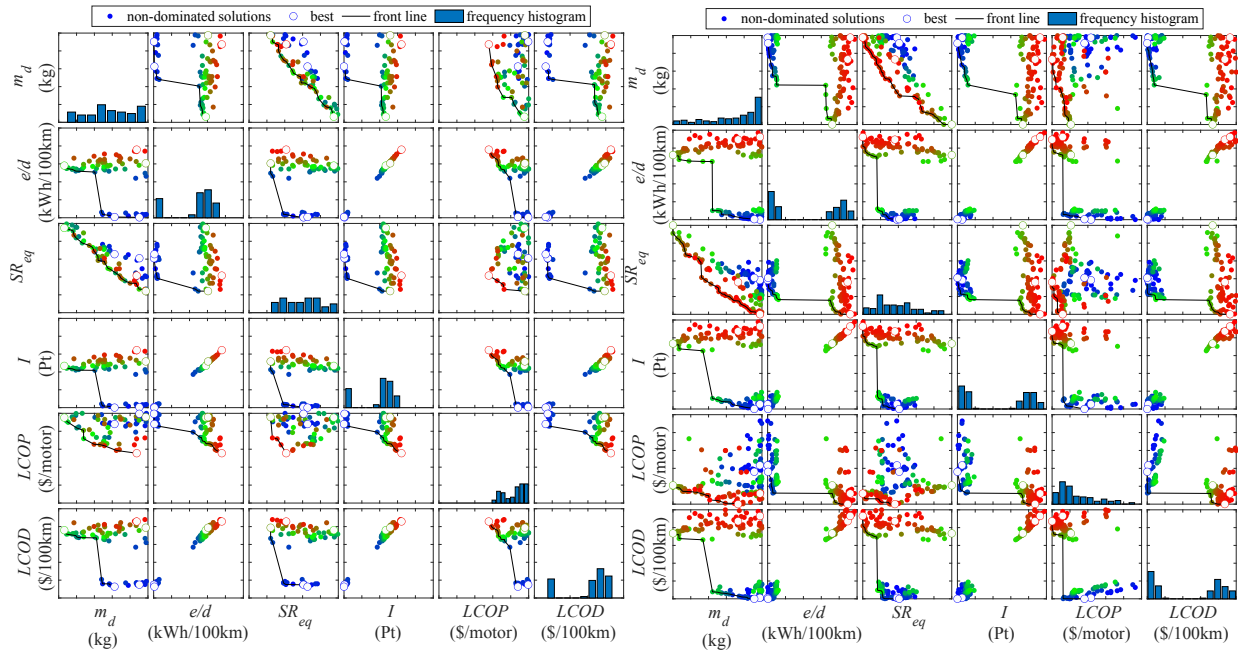 non-dominated solutions best front line frequency histogram
m_d
(kg)
e/d
(kWh/100km)
SR_eq
I
(Pt)
LCOP
($/motor)
LCOD
($/100km)
m_d
(kg)
e/d
(kWh/100km)
SR_eq
I
(Pt)
LCOP
($/motor)
LCOD
($/100km)
non-dominated solutions best front line frequency histogram
m_d
(kg)
e/d
(kWh/100km)
SR_eq
I
(Pt)
LCOP
($/motor)
LCOD
($/100km)
m_d
(kg)
e/d
(kWh/100km)
SR_eq
I
(Pt)
LCOP
($/motor)
LCOD
($/100km)